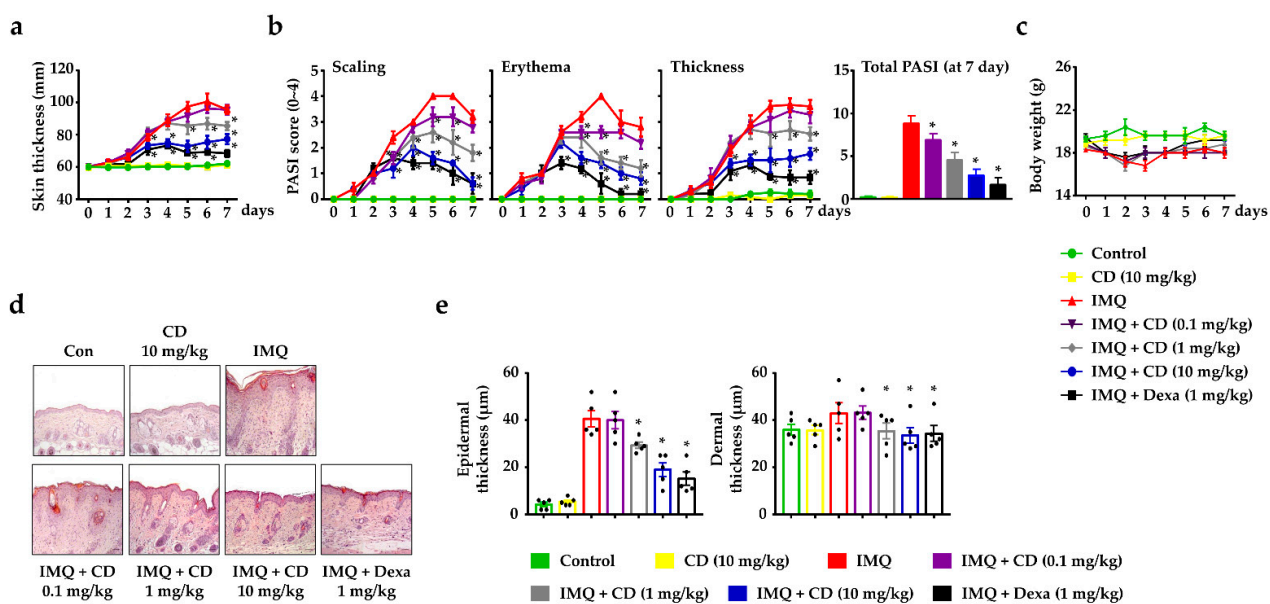 a
Skin thickness (mm)
120
100
80
60
40
0 1 2 3 4 5 6 7 days
b
PASI score (0~4)
Scaling
5
4
3
2
1
0
0 1 2 3 4 5 6 7
Erythema
0 1 2 3 4 5 6 7
Thickness
0 1 2 3 4 5 6 7 days
Total PASI (at 7 day)
15
10
5
0
* * * *
c
Body weight (g)
26
22
18
14
0 1 2 3 4 5 6 7 days
Control
CD (10 mg/kg)
IMQ
IMQ + CD (0.1 mg/kg)
IMQ + CD (1 mg/kg)
IMQ + CD (10 mg/kg)
IMQ + Dexa (1 mg/kg)
d
Con
CD
10 mg/kg
IMQ
IMQ + CD
0.1 mg/kg
IMQ + CD
1 mg/kg
IMQ + CD
10 mg/kg
IMQ + Dexa
1 mg/kg
e
Epidermal
thickness (μm)
60
40
20
0
* * *
Dermal
thickness (μm)
60
40
20
0
* * *
Control
CD (10 mg/kg)
IMQ
IMQ + CD (0.1 mg/kg)
IMQ + CD (1 mg/kg)
IMQ + CD (10 mg/kg)
IMQ + Dexa (1 mg/kg)